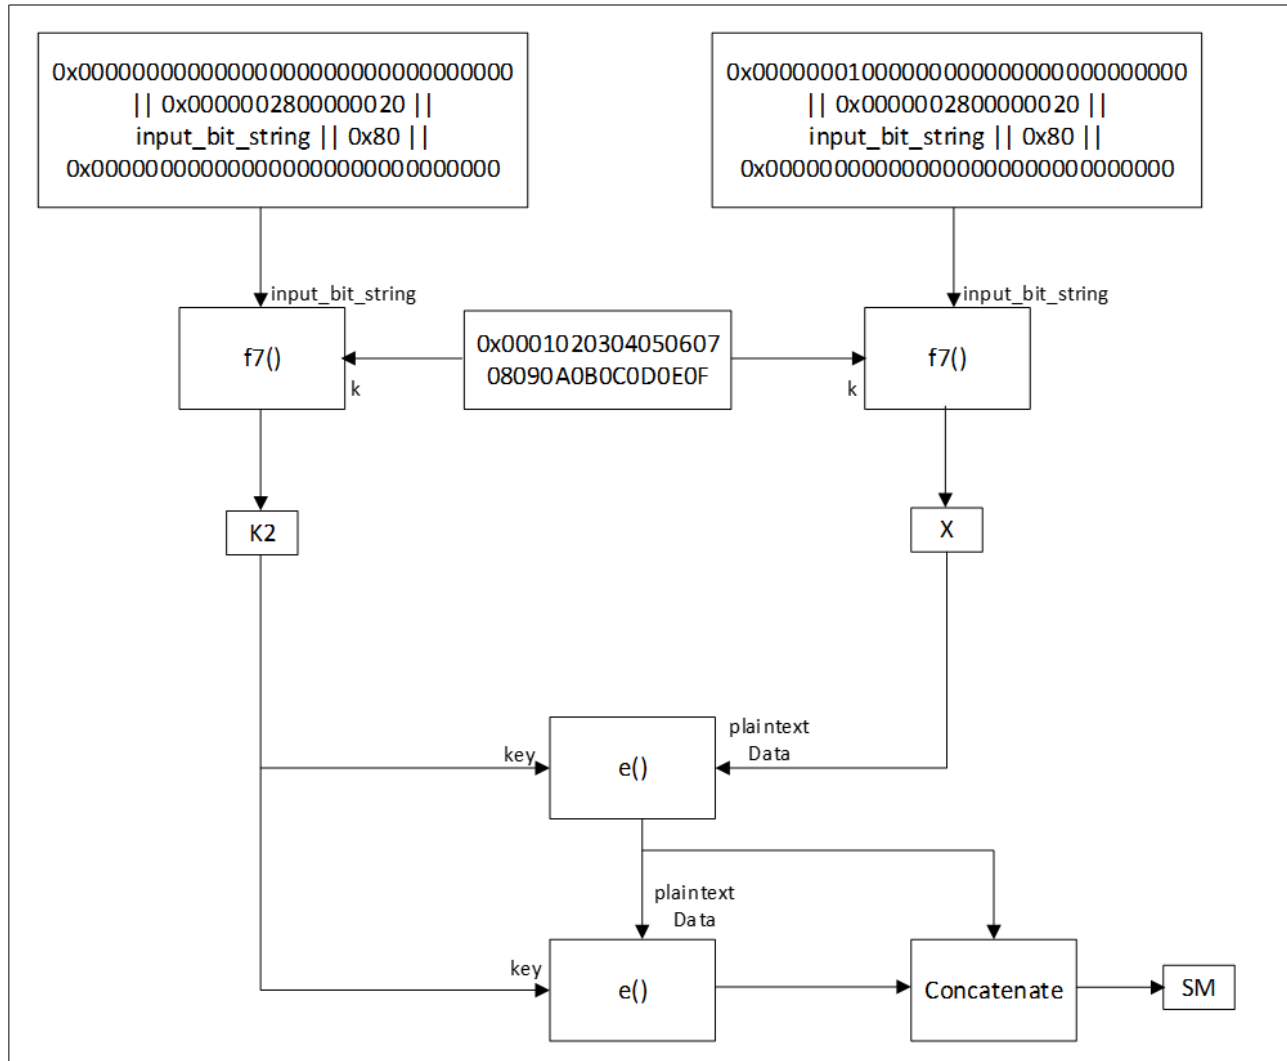 0x00000000000000000000000000000000
|| 0x0000002800000020 ||
input_bit_string || 0x80 ||
0x000000000000000000000000000000
0x00000001000000000000000000000000
|| 0x0000002800000020 ||
input_bit_string || 0x80 ||
0x000000000000000000000000000000
input_bit_string
input_bit_string
f7()
k
0x0001020304050607
08090A0B0C0D0E0F
k
f7()
K2
X
key
e()
plaintext
Data
plaintext
Data
key
e()
Concatenate
SM